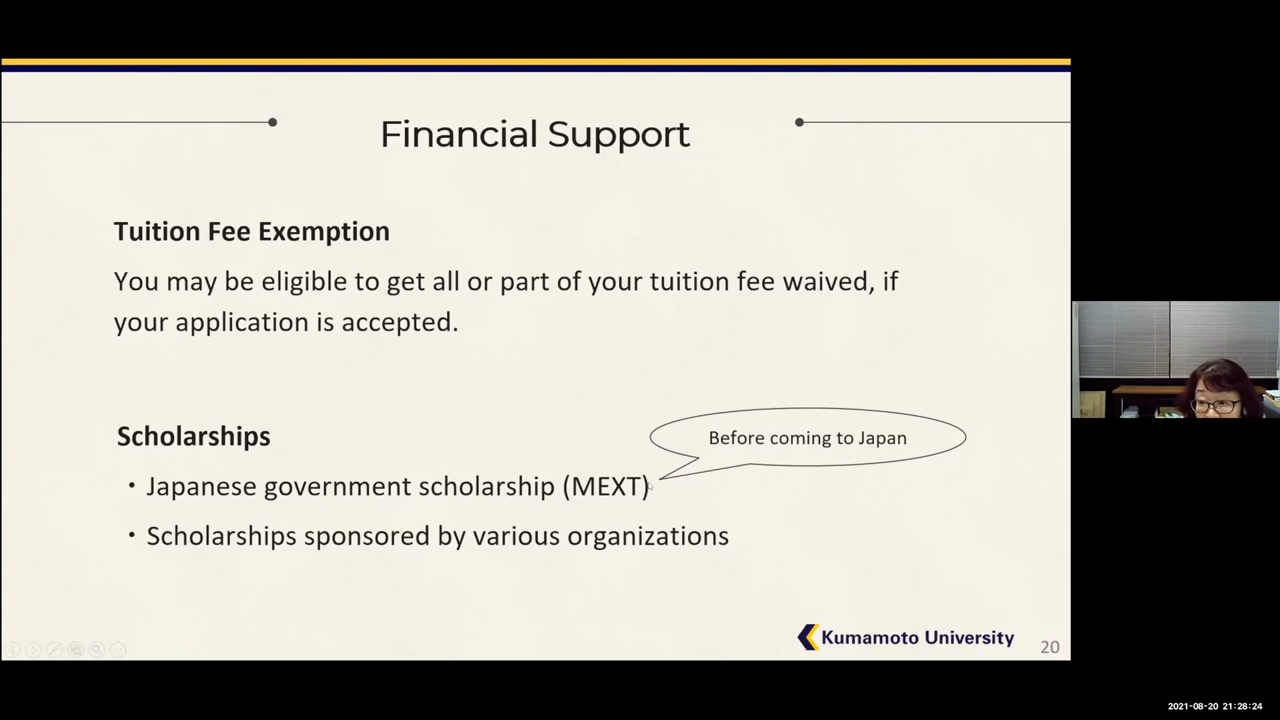 Financial Support
Tuition Fee Exemption
You may be eligible to get all or part of your tuition fee waived, if
your application is accepted.
Scholarships
Before coming to Japan
・Japanese government scholarship (MEXT)
・Scholarships sponsored by various organizations
Kumamoto University
20
2021-08-20 21:28:24